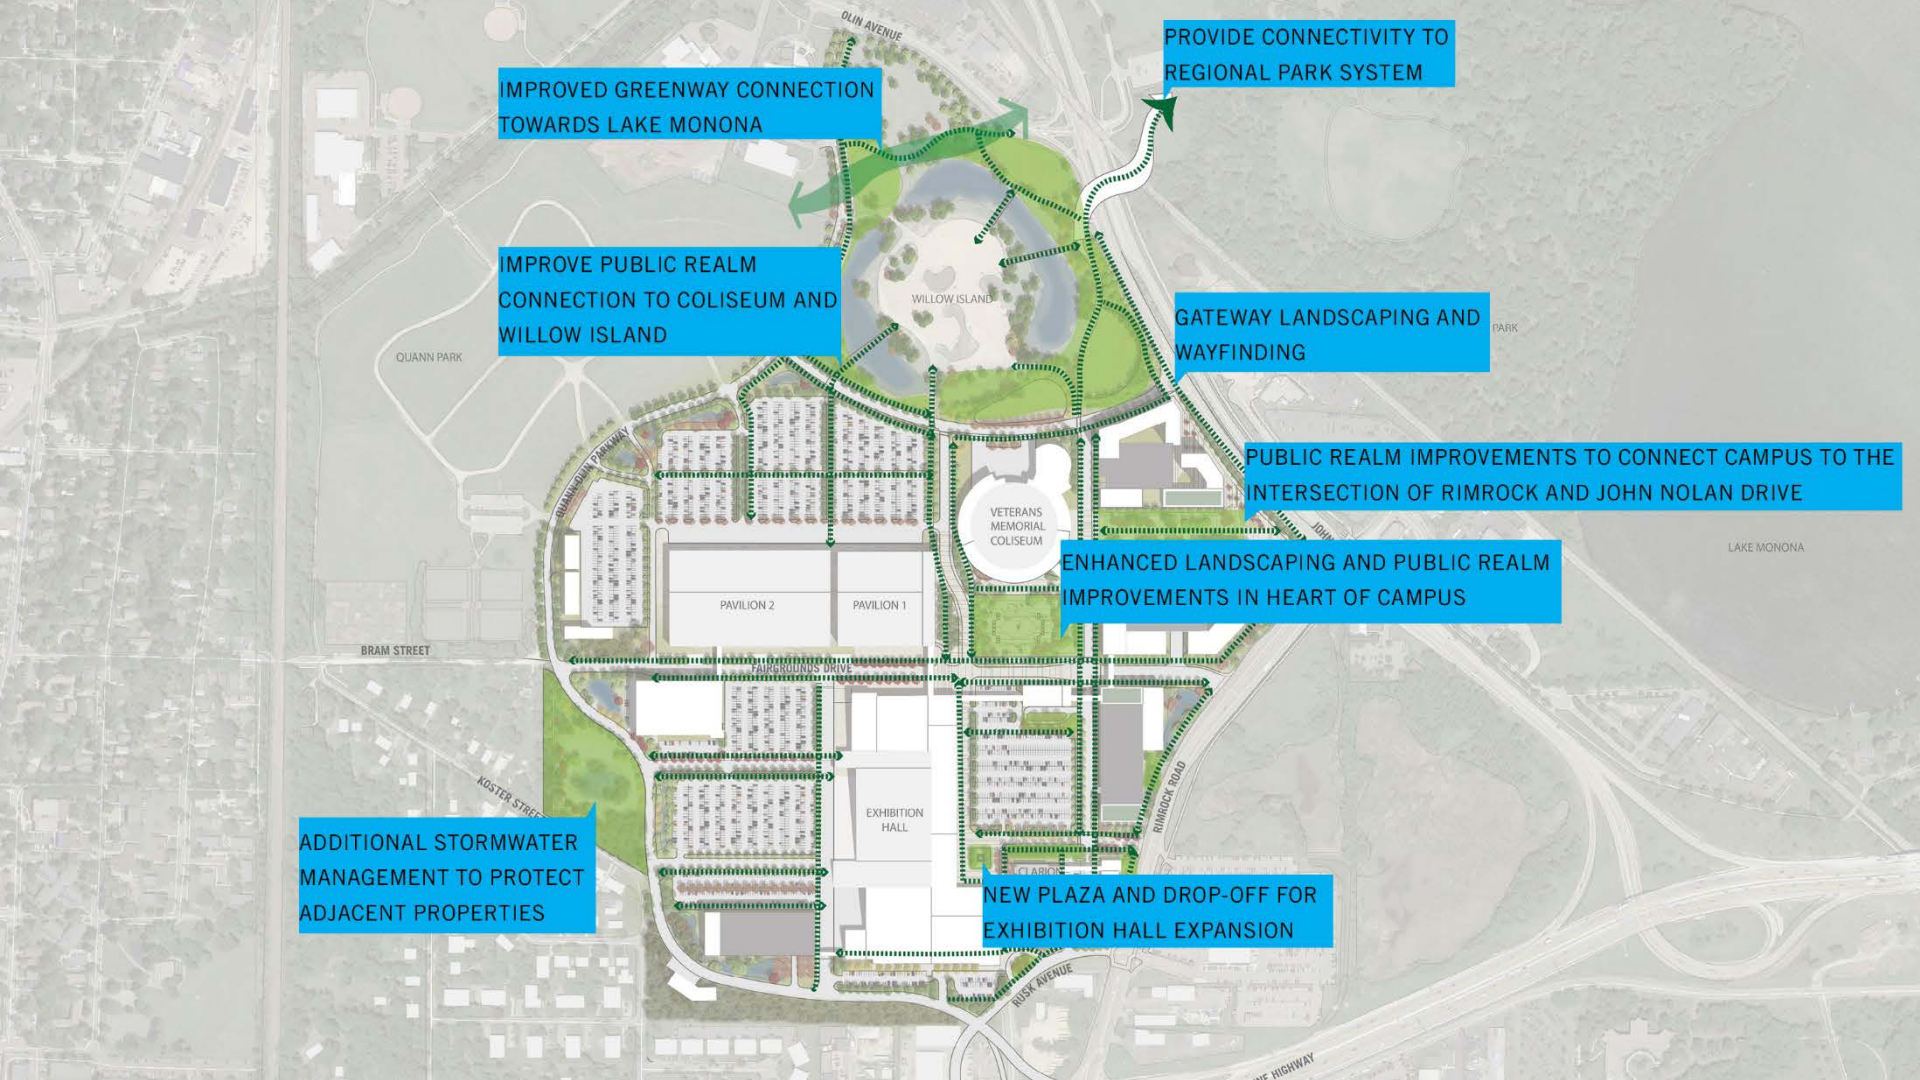 OLIN AVENUE
PROVIDE CONNECTIVITY TO
REGIONAL PARK SYSTEM
IMPROVED GREENWAY CONNECTION
TOWARDS LAKE MONONA
IMPROVE PUBLIC REALM
CONNECTION TO COLISEUM AND
WILLOW ISLAND
WILLOW ISLAND
GATEWAY LANDSCAPING AND
WAYFINDING
PARK
QUANN PARK
QUANN-OLIN PARKWAY
PUBLIC REALM IMPROVEMENTS TO CONNECT CAMPUS TO THE
INTERSECTION OF RIMROCK AND JOHN NOLAN DRIVE
VETERANS
MEMORIAL
COLISEUM
JOHN
LAKE MONONA
ENHANCED LANDSCAPING AND PUBLIC REALM
IMPROVEMENTS IN HEART OF CAMPUS
PAVILION 2
PAVILION 1
BRAM STREET
FAIRGROUNDS DRIVE
KOSTER STREET
RIMROCK ROAD
EXHIBITION
HALL
ADDITIONAL STORMWATER
MANAGEMENT TO PROTECT
ADJACENT PROPERTIES
CLARION
NEW PLAZA AND DROP-OFF FOR
EXHIBITION HALL EXPANSION
RUSK AVENUE
NE HIGHWAY